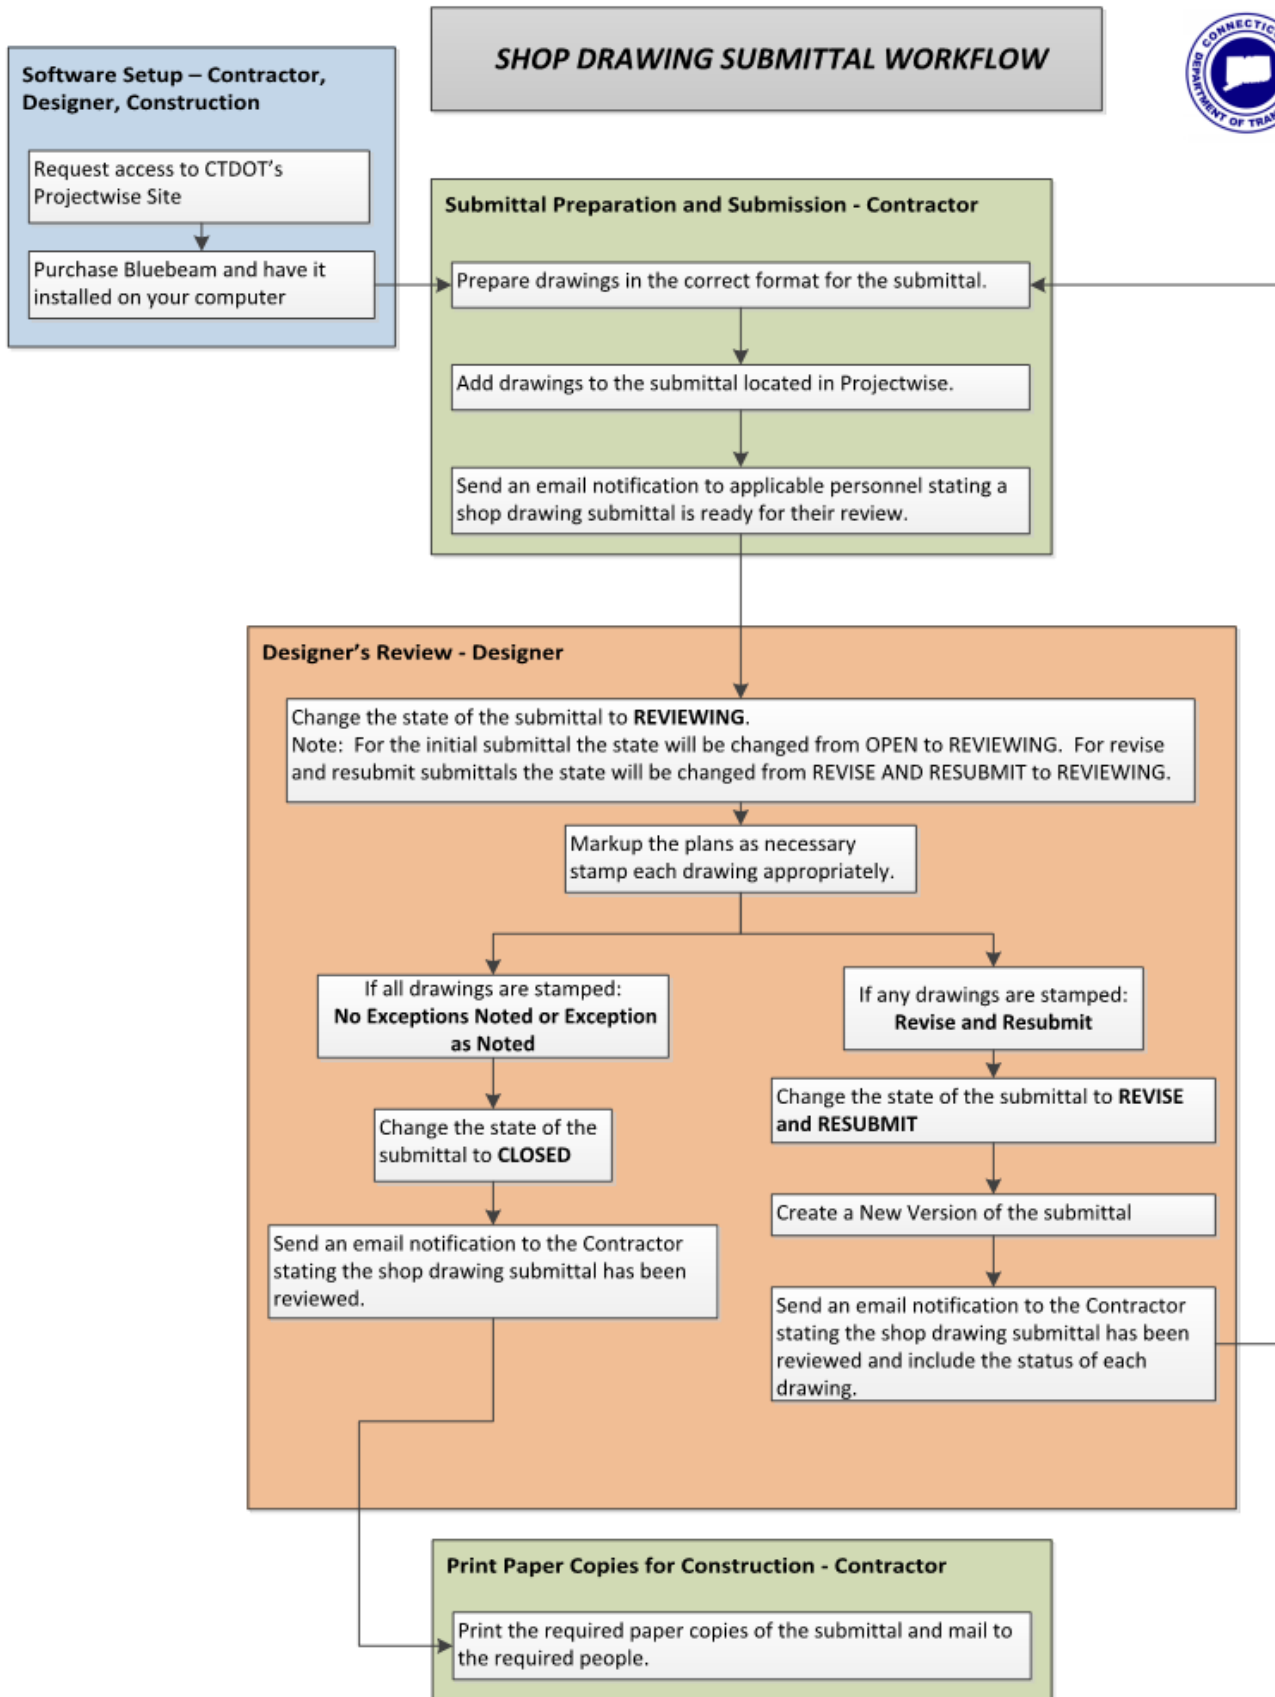 SHOP DRAWING SUBMITTAL WORKFLOW
CONNECTIC
DEPARTMENT OF TRAN
Software Setup – Contractor,
Designer, Construction
Request access to CTDOT's
Projectwise Site
Purchase Bluebeam and have it
installed on your computer
Submittal Preparation and Submission - Contractor
Prepare drawings in the correct format for the submittal.
Add drawings to the submittal located in Projectwise.
Send an email notification to applicable personnel stating a
shop drawing submittal is ready for their review.
Designer's Review - Designer
Change the state of the submittal to REVIEWING.
Note: For the initial submittal the state will be changed from OPEN to REVIEWING. For revise
and resubmit submittals the state will be changed from REVISE AND RESUBMIT to REVIEWING.
Markup the plans as necessary
stamp each drawing appropriately.
If all drawings are stamped:
No Exceptions Noted or Exception
as Noted
Change the state of the
submittal to CLOSED
Send an email notification to the Contractor
stating the shop drawing submittal has been
reviewed.
If any drawings are stamped:
Revise and Resubmit
Change the state of the submittal to REVISE
and RESUBMIT
Create a New Version of the submittal
Send an email notification to the Contractor
stating the shop drawing submittal has been
reviewed and include the status of each
drawing.
Print Paper Copies for Construction - Contractor
Print the required paper copies of the submittal and mail to
the required people.